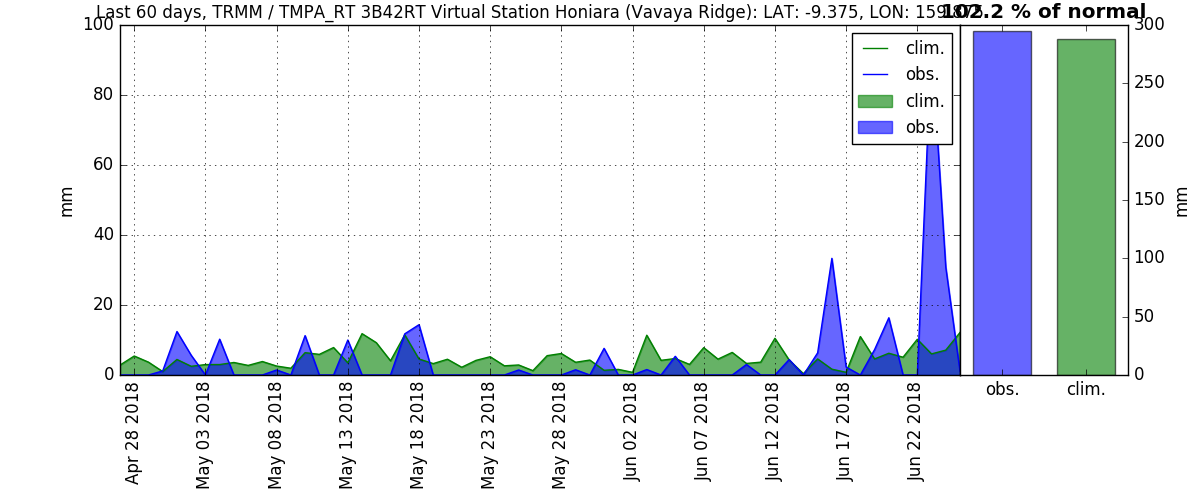 Last 60 days, TRMM / TMPA_RT 3B42RT Virtual Station Honiara (Vavaya Ridge): LAT: -9.375, LON:
102.2 % of normal
100
80
60
40
20
0
mm
clim.
obs.
clim.
obs.
300
250
200
150
100
50
0
mm
obs.
clim.
Apr 28 2018
May 03 2018
May 08 2018
May 13 2018
May 18 2018
May 23 2018
May 28 2018
Jun 02 2018
Jun 07 2018
Jun 12 2018
Jun 17 2018
Jun 22 2018